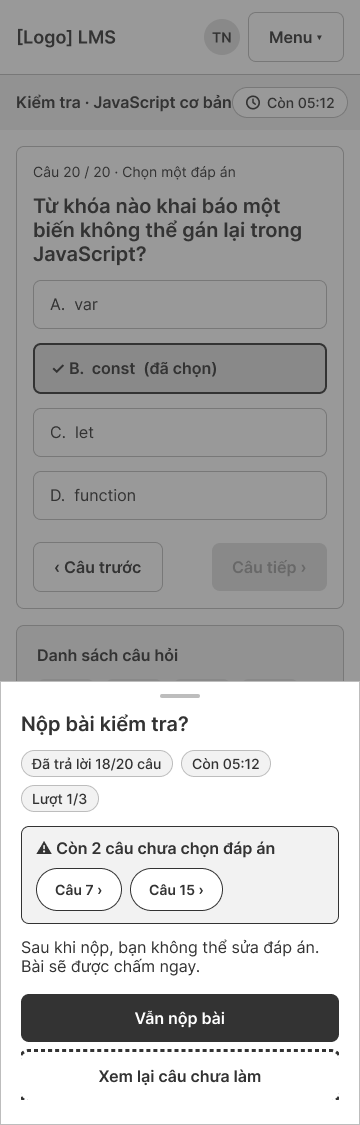 [Logo] LMS
TN
Menu ▾
Kiểm tra · JavaScript cơ bản
Còn 05:12
Câu 20 / 20 · Chọn một đáp án
Từ khóa nào khai báo một
biến không thể gán lại trong
JavaScript?
A. var
✓ B. const (đã chọn)
C. let
D. function
‹ Câu trước
Câu tiếp ›
Danh sách câu hỏi
Nộp bài kiểm tra?
Đã trả lời 18/20 câu
Còn 05:12
Lượt 1/3
⚠ Còn 2 câu chưa chọn đáp án
Câu 7 ›
Câu 15 ›
Sau khi nộp, bạn không thể sửa đáp án.
Bài sẽ được chấm ngay.
Vẫn nộp bài
Xem lại câu chưa làm